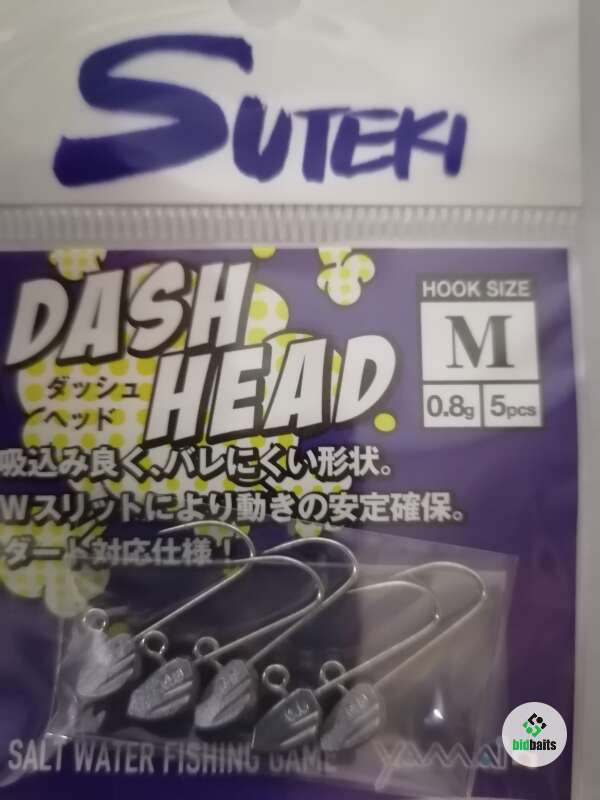 SUTEKI
DASH
HEAD
ダッシュ
ヘッド
HOOK SIZE
M
0.8g 5pcs
吸込み良く、バレにくい形状。
Wスリットにより動きの安定確保。
ダート対応仕様！
SALT WATER FISHING GAME
bidbaits